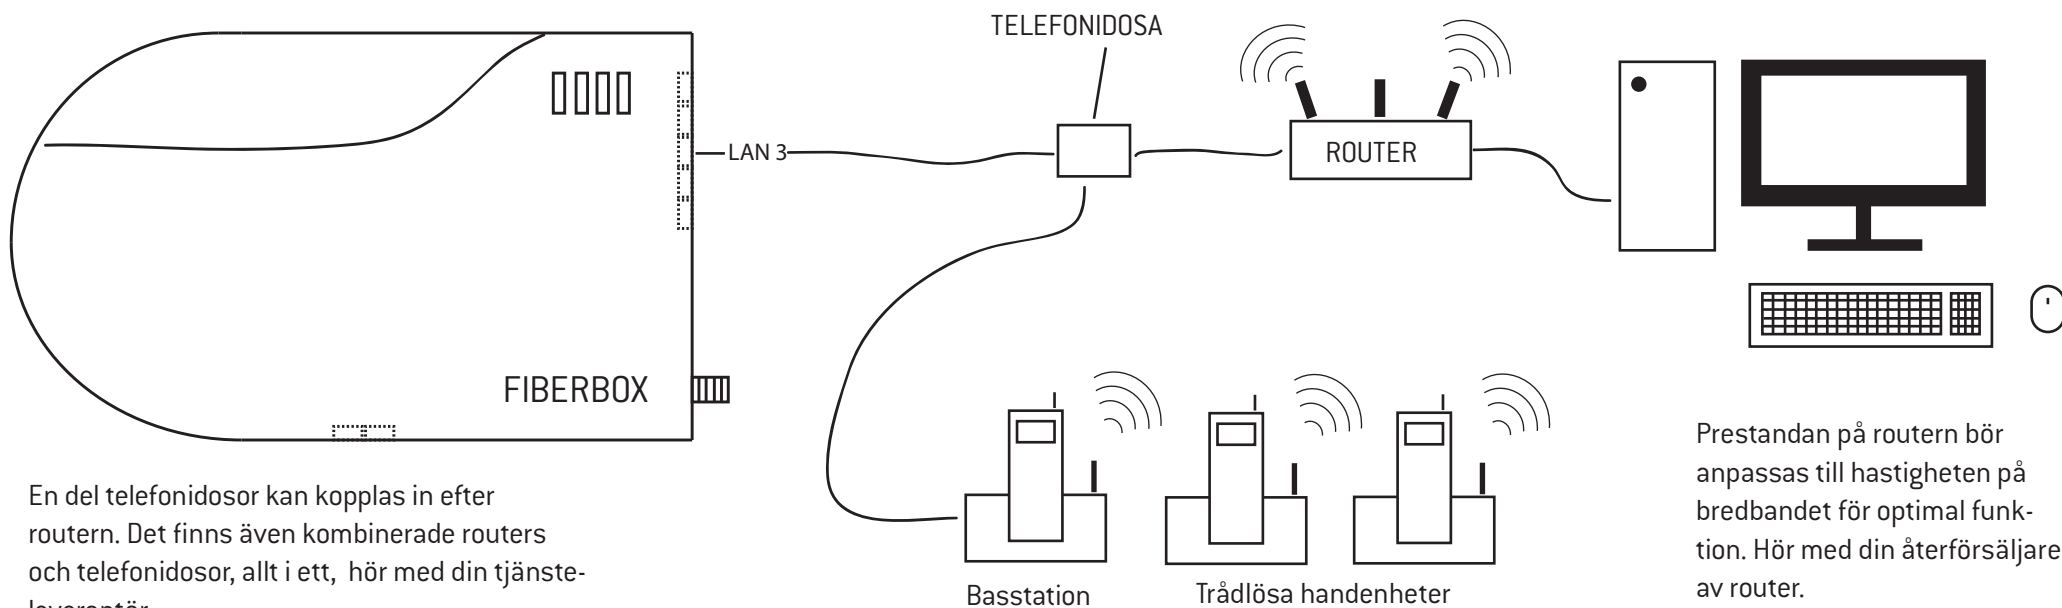 TELEFONIDOSA
LAN 3
ROUTER
FIBERBOX
En del telefonidosor kan kopplas in efter
routern. Det finns även kombinerade routers
och telefonidosor, allt i ett,  hör med din tjänste-
Basstation
Trådlösa handenheter
Prestandan på routern bör
anpassas till hastigheten på
bredbandet för optimal funk-
tion. Hör med din återförsäljare
av router.